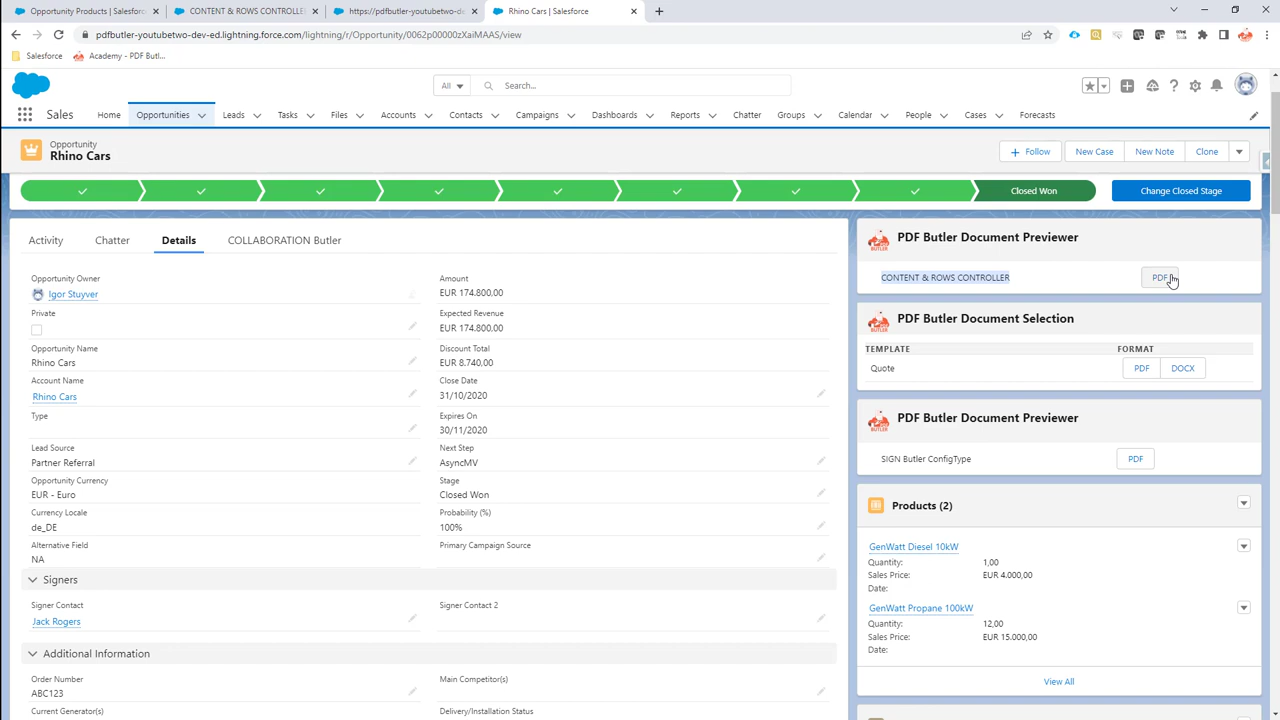 Opportunity Products | Salesforc
CONTENT & ROWS CONTROLLER
https://pdfbutler-youtubetwo-de
Rhino Cars | Salesforce
pdfbutler-youtubetwo-dev-ed.lightning.force.com/lightning/r/Opportunity/0062p00000zXaiMAAS/view
Salesforce
Academy - PDF Butl...
All
Search...
Sales
Home
Opportunities
Leads
Tasks
Files
Accounts
Contacts
Campaigns
Dashboards
Reports
Chatter
Groups
Calendar
People
Cases
Forecasts
Opportunity
Rhino Cars
Follow
New Case
New Note
Clone
Closed Won
Change Closed Stage
Activity
Chatter
Details
COLLABORATION Butler
Opportunity Owner
Igor Stuyver
Amount
EUR 174.800,00
Private
Expected Revenue
EUR 174.800,00
Opportunity Name
Rhino Cars
Discount Total
EUR 8.740,00
Account Name
Rhino Cars
Close Date
31/10/2020
Type
Expires On
30/11/2020
Lead Source
Partner Referral
Next Step
AsyncMV
Opportunity Currency
EUR - Euro
Stage
Closed Won
Currency Locale
de_DE
Probability (%)
100%
Alternative Field
NA
Primary Campaign Source
Signers
Signer Contact
Jack Rogers
Signer Contact 2
Additional Information
Order Number
ABC123
Main Competitor(s)
Current Generator(s)
Delivery/Installation Status
PDF Butler Document Previewer
CONTENT & ROWS CONTROLLER
PDF
PDF Butler Document Selection
TEMPLATE
FORMAT
Quote
PDF
DOCX
PDF Butler Document Previewer
SIGN Butler ConfigType
PDF
Products (2)
GenWatt Diesel 10kW
Quantity: 1,00
Sales Price: EUR 4.000,00
Date:
GenWatt Propane 100kW
Quantity: 12,00
Sales Price: EUR 15.000,00
Date:
View All